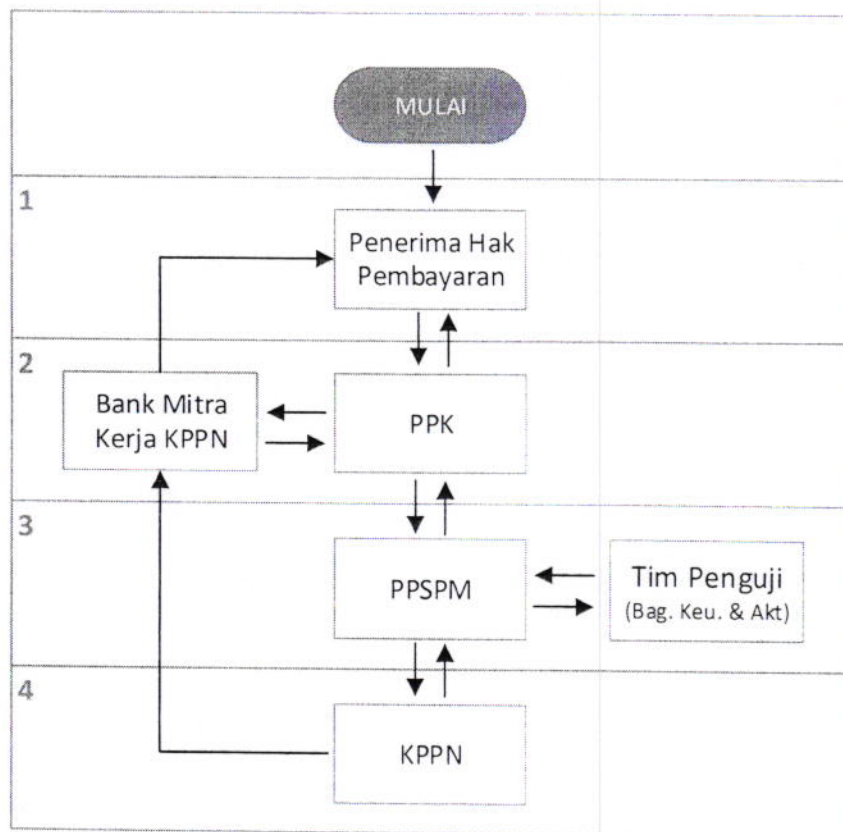 MULAI
1
Penerima Hak
Pembayaran
2
Bank Mitra
Kerja KPPN
PPK
3
PPSPM
Tim Penguji
(Bag. Keu. & Akt)
4
KPPN